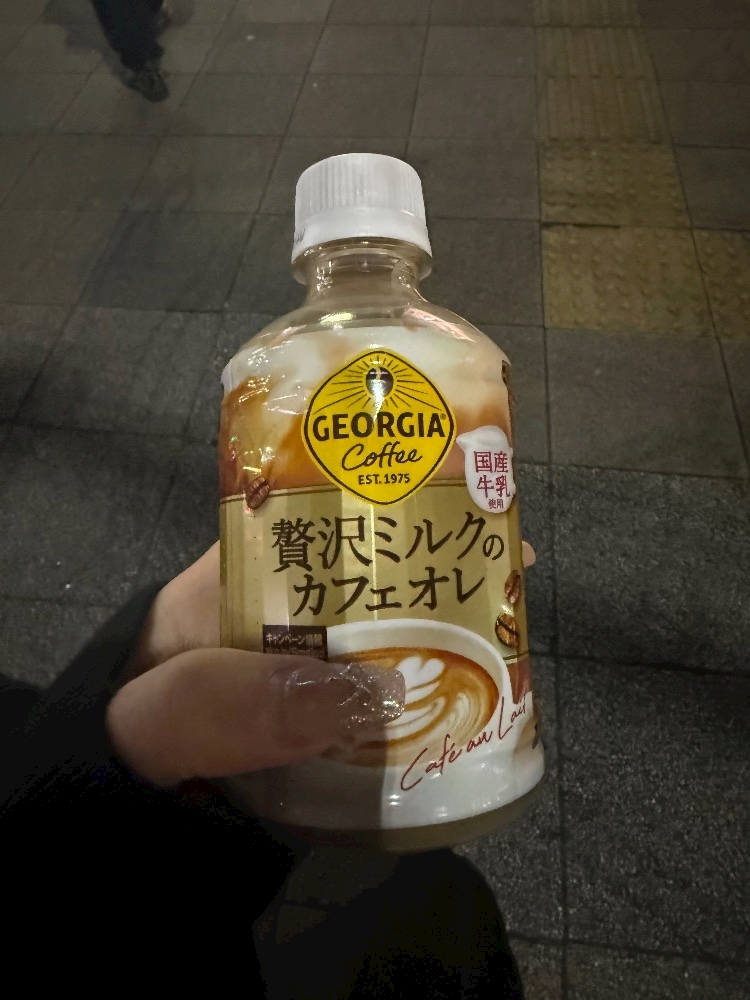 GEORGIA®
Coffee
EST. 1975
国産
牛乳
使用
贅沢ミルクの
カフェオレ
キャンペーン情報
Café au Lait